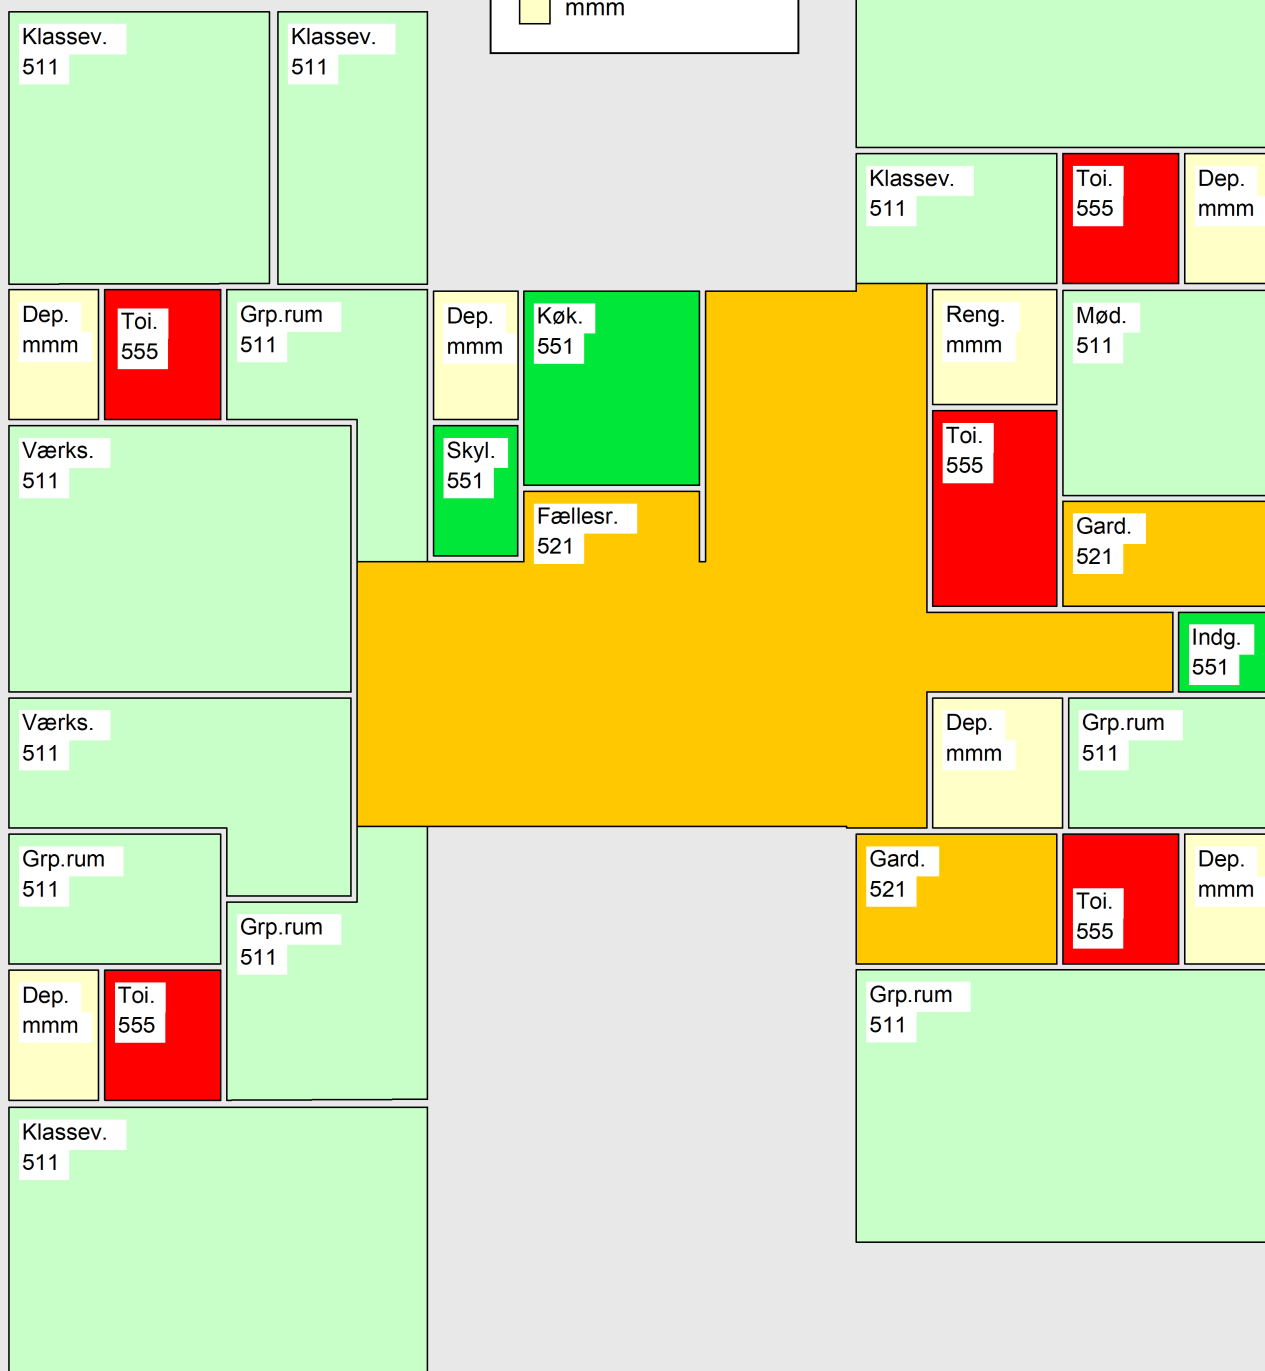 mmm
Klassev.
511
Klassev.
511
Klassev.
511
Toi.
555
Dep.
mmm
Dep.
mmm
Toi.
555
Grp.rum
511
Dep.
mmm
Køk.
551
Reng.
mmm
Mød.
511
Værks.
511
Skyl.
551
Toi.
555
Fællesr.
521
Gard.
521
Indg.
551
Værks.
511
Dep.
mmm
Grp.rum
511
Grp.rum
511
Gard.
521
Toi.
555
Dep.
mmm
Grp.rum
511
Dep.
mmm
Toi.
555
Grp.rum
511
Klassev.
511